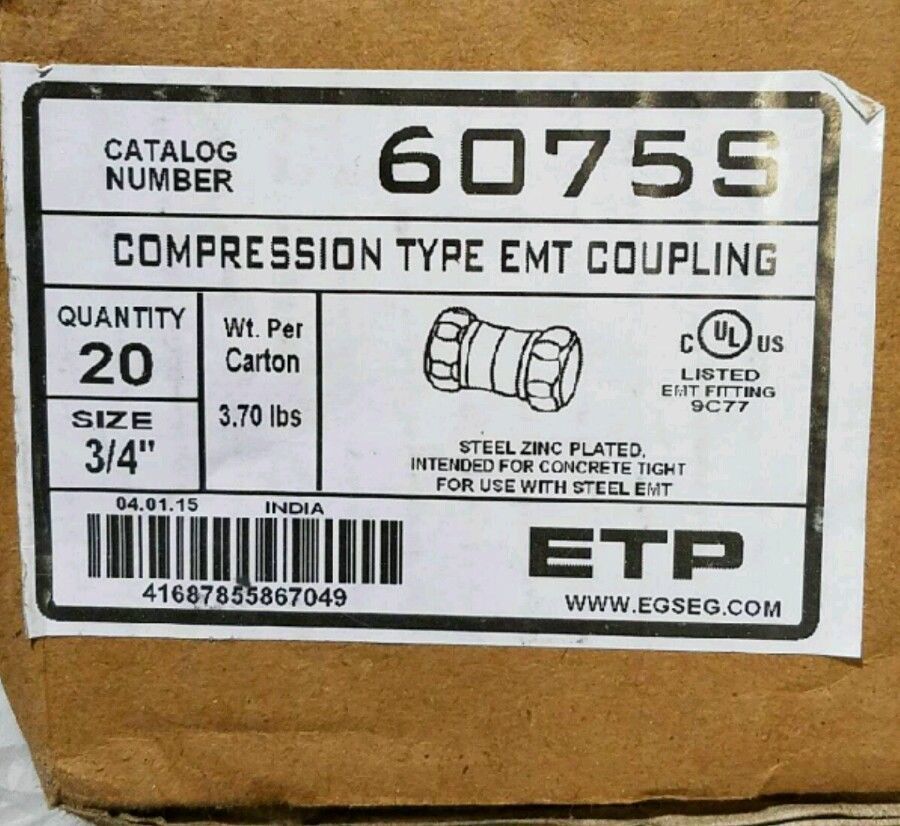 CATALOG
NUMBER
6075S
COMPRESSION TYPE EMT COUPLING
QUANTITY
20
SIZE
3/4"
Wt. Per
Carton
3.70 lbs
C UL US
LISTED
EMT FITTING
9C77
STEEL ZINC PLATED,
INTENDED FOR CONCRETE TIGHT
FOR USE WITH STEEL EMT
04.01.15 INDIA
41687855867049
ETP
WWW.EGSEG.COM